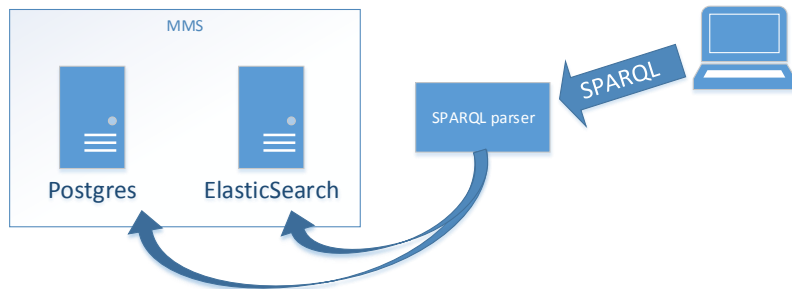 MMS
SPARQL
SPARQL parser
Postgres
ElasticSearch